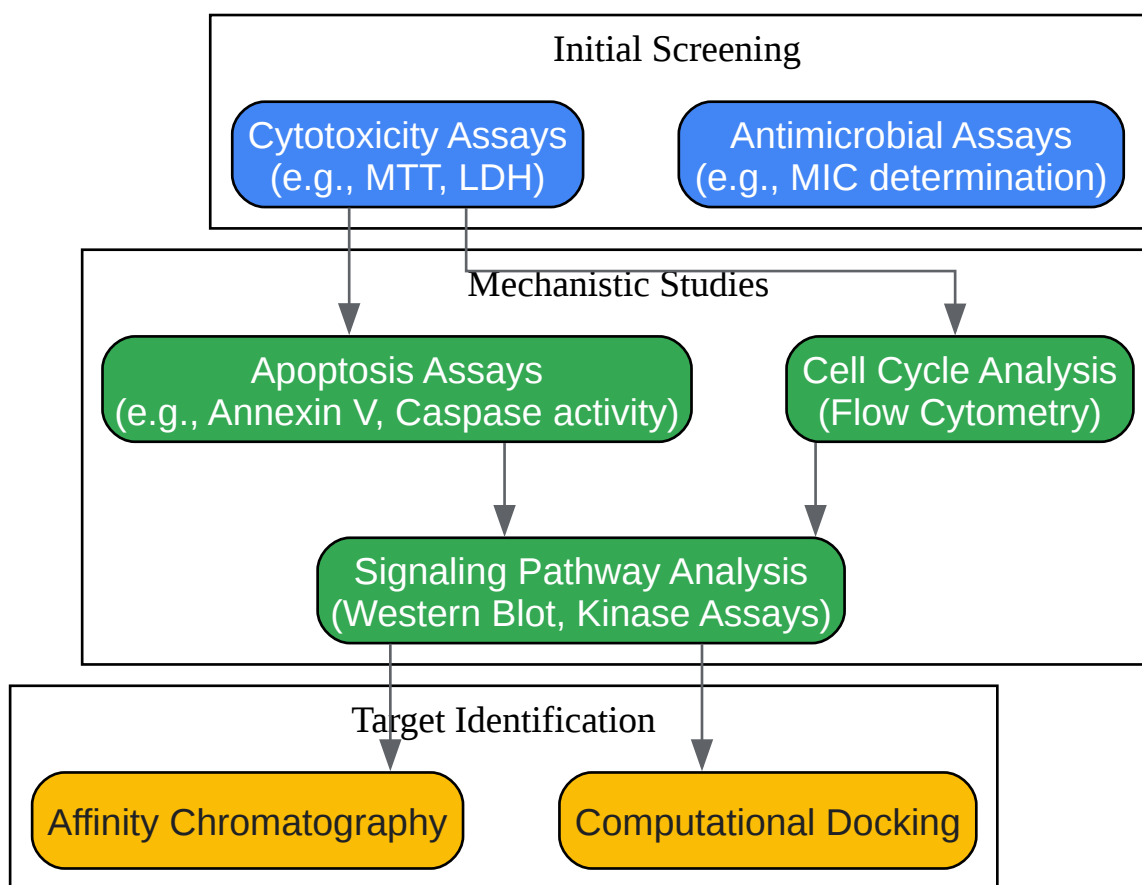 Initial Screening
Cytotoxicity Assays
(e.g., MTT, LDH)
Antimicrobial Assays
(e.g., MIC determination)
Mechanistic Studies
Apoptosis Assays
(e.g., Annexin V, Caspase activity)
Cell Cycle Analysis
(Flow Cytometry)
Signaling Pathway Analysis
(Western Blot, Kinase Assays)
Target Identification
Affinity Chromatography
Computational Docking